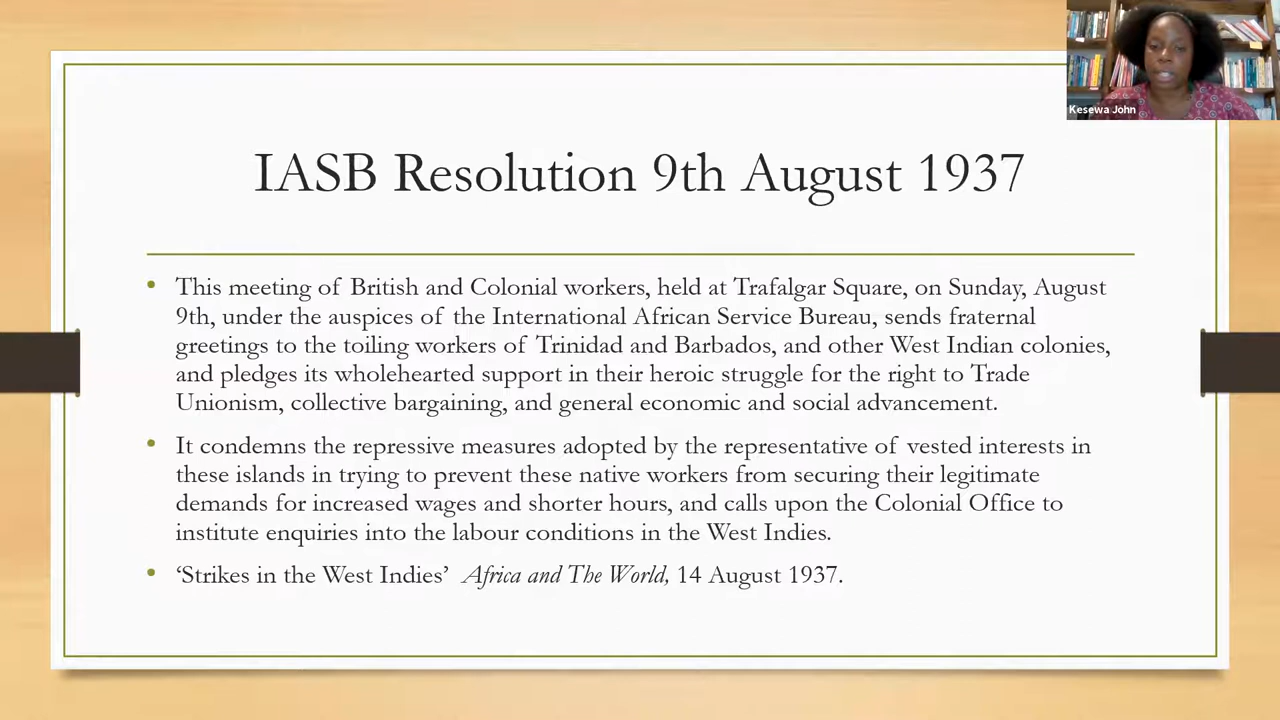 Kesewa John
IASB Resolution 9th August 1937
• This meeting of British and Colonial workers, held at Trafalgar Square, on Sunday, August
9th, under the auspices of the International African Service Bureau, sends fraternal
greetings to the toiling workers of Trinidad and Barbados, and other West Indian colonies,
and pledges its wholehearted support in their heroic struggle for the right to Trade
Unionism, collective bargaining, and general economic and social advancement.
• It condemns the repressive measures adopted by the representative of vested interests in
these islands in trying to prevent these native workers from securing their legitimate
demands for increased wages and shorter hours, and calls upon the Colonial Office to
institute enquiries into the labour conditions in the West Indies.
• ‘Strikes in the West Indies’ Africa and The World, 14 August 1937.